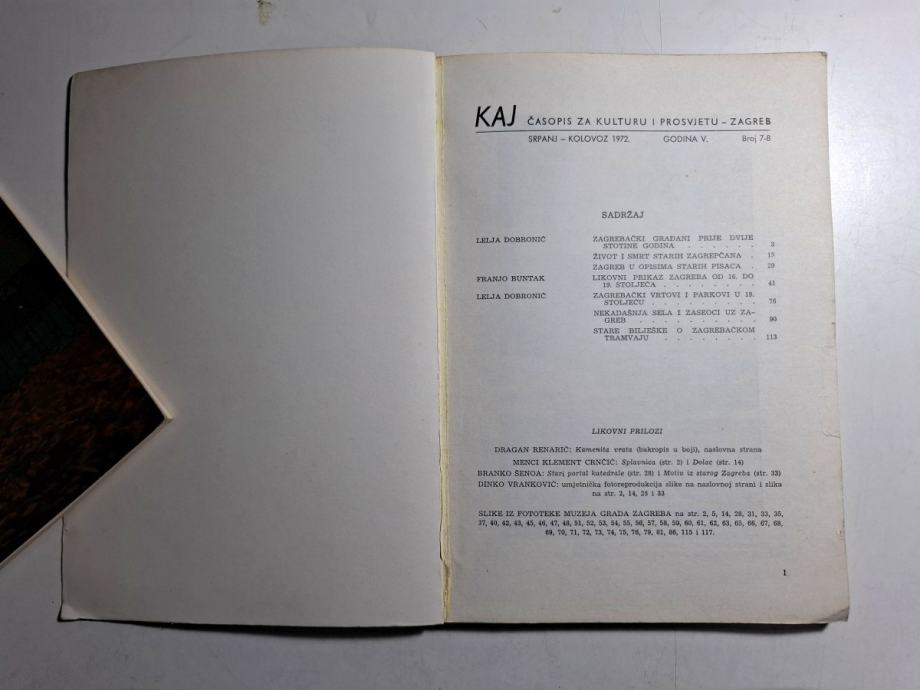 KAJ ČASOPIS ZA KULTURU I PROSVJETU – ZAGREB
SRPANJ – KOLOVOZ 1972. GODINA V. Broj 7-8
SADRŽAJ
LELJA DOBRONIĆ ZAGREBAČKI GRAĐANI PRIJE DVIJE
STOTINE GODINA . . . . . . 3
ŽIVOT I SMRT STARIH ZAGREPČANA . 15
ZAGREB U OPISIMA STARIH PISACA . 29
FRANJO BUNTAK LIKOVNI PRIKAZ ZAGREBA OD 16. DO
19. STOLJEĆA . . . . . . . . 41
LELJA DOBRONIĆ ZAGREBAČKI VRTOVI I PARKOVI U 19.
STOLJEĆU . . . . . . . . . 76
NEKADAŠNJA SELA I ZASEOCI UZ ZA-
GREB . . . . . . . . . . 90
STARE BILJEŠKE O ZAGREBAČKOM
TRAMVAJU . . . . . . . . 113
LIKOVNI PRILOZI
DRAGAN RENARIĆ: Kamenita vrata (bakropis u boji), naslovna strana
MENCI KLEMENT CRNČIĆ: Splavnica (str. 2) i Dolac (str. 14)
BRANKO ŠENOA: Stari portal katedrale (str. 28) i Motiv iz starog Zagreba (str. 33)
DINKO VRANKOVIĆ: umjetnička fotoreprodukcija slike na naslovnoj strani i slika
na str. 2, 14, 28 i 33
SLIKE IZ FOTOTEKE MUZEJA GRADA ZAGREBA na str. 2, 5, 14, 28, 31, 33, 35,
37, 40, 42, 43, 45, 46, 47, 48, 51, 52, 53, 54, 55, 56, 57, 58, 59, 60, 61, 62, 63, 65, 66, 67, 68,
69, 70, 71, 72, 73, 74, 75, 76, 79, 81, 86, 115 i 117.
1